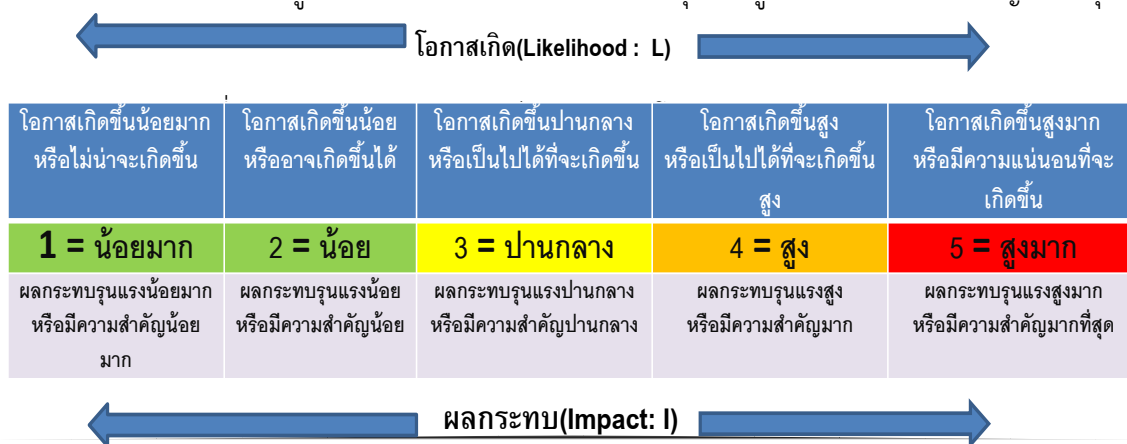 โอกาสเกิด(Likelihood : L)
โอกาสเกิดขึ้นน้อยมาก
หรือไม่น่าจะเกิดขึ้น
โอกาสเกิดขึ้นน้อย
หรืออาจเกิดขึ้นได้
โอกาสเกิดขึ้นปานกลาง
หรือเป็นไปได้ที่จะเกิดขึ้น
โอกาสเกิดขึ้นสูง
หรือเป็นไปได้ที่จะเกิดขึ้น
สูง
โอกาสเกิดขึ้นสูงมาก
หรือมีความแน่นอนที่จะ
เกิดขึ้น
1 = น้อยมาก
2 = น้อย
3 = ปานกลาง
4 = สูง
5 = สูงมาก
ผลกระทบรุนแรงน้อยมาก
หรือมีความสำคัญน้อย
มาก
ผลกระทบรุนแรงน้อย
หรือมีความสำคัญน้อย
ผลกระทบรุนแรงปานกลาง
หรือมีความสำคัญปานกลาง
ผลกระทบรุนแรงสูง
หรือมีความสำคัญมาก
ผลกระทบรุนแรงสูงมาก
หรือมีความสำคัญมากที่สุด
ผลกระทบ(Impact: I)